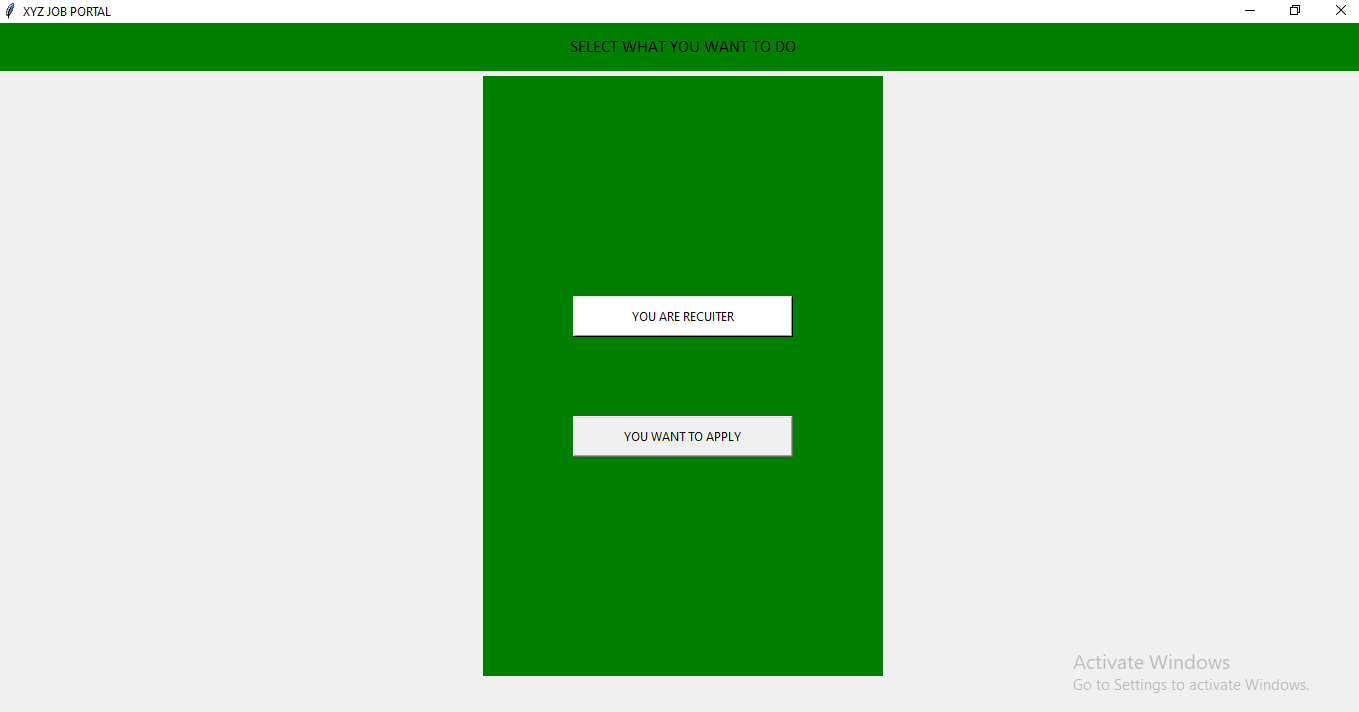 XYZ JOB PORTAL
SELECT WHAT YOU WANT TO DO
YOU ARE RECUITER
YOU WANT TO APPLY
Activate Windows
Go to Settings to activate Windows.